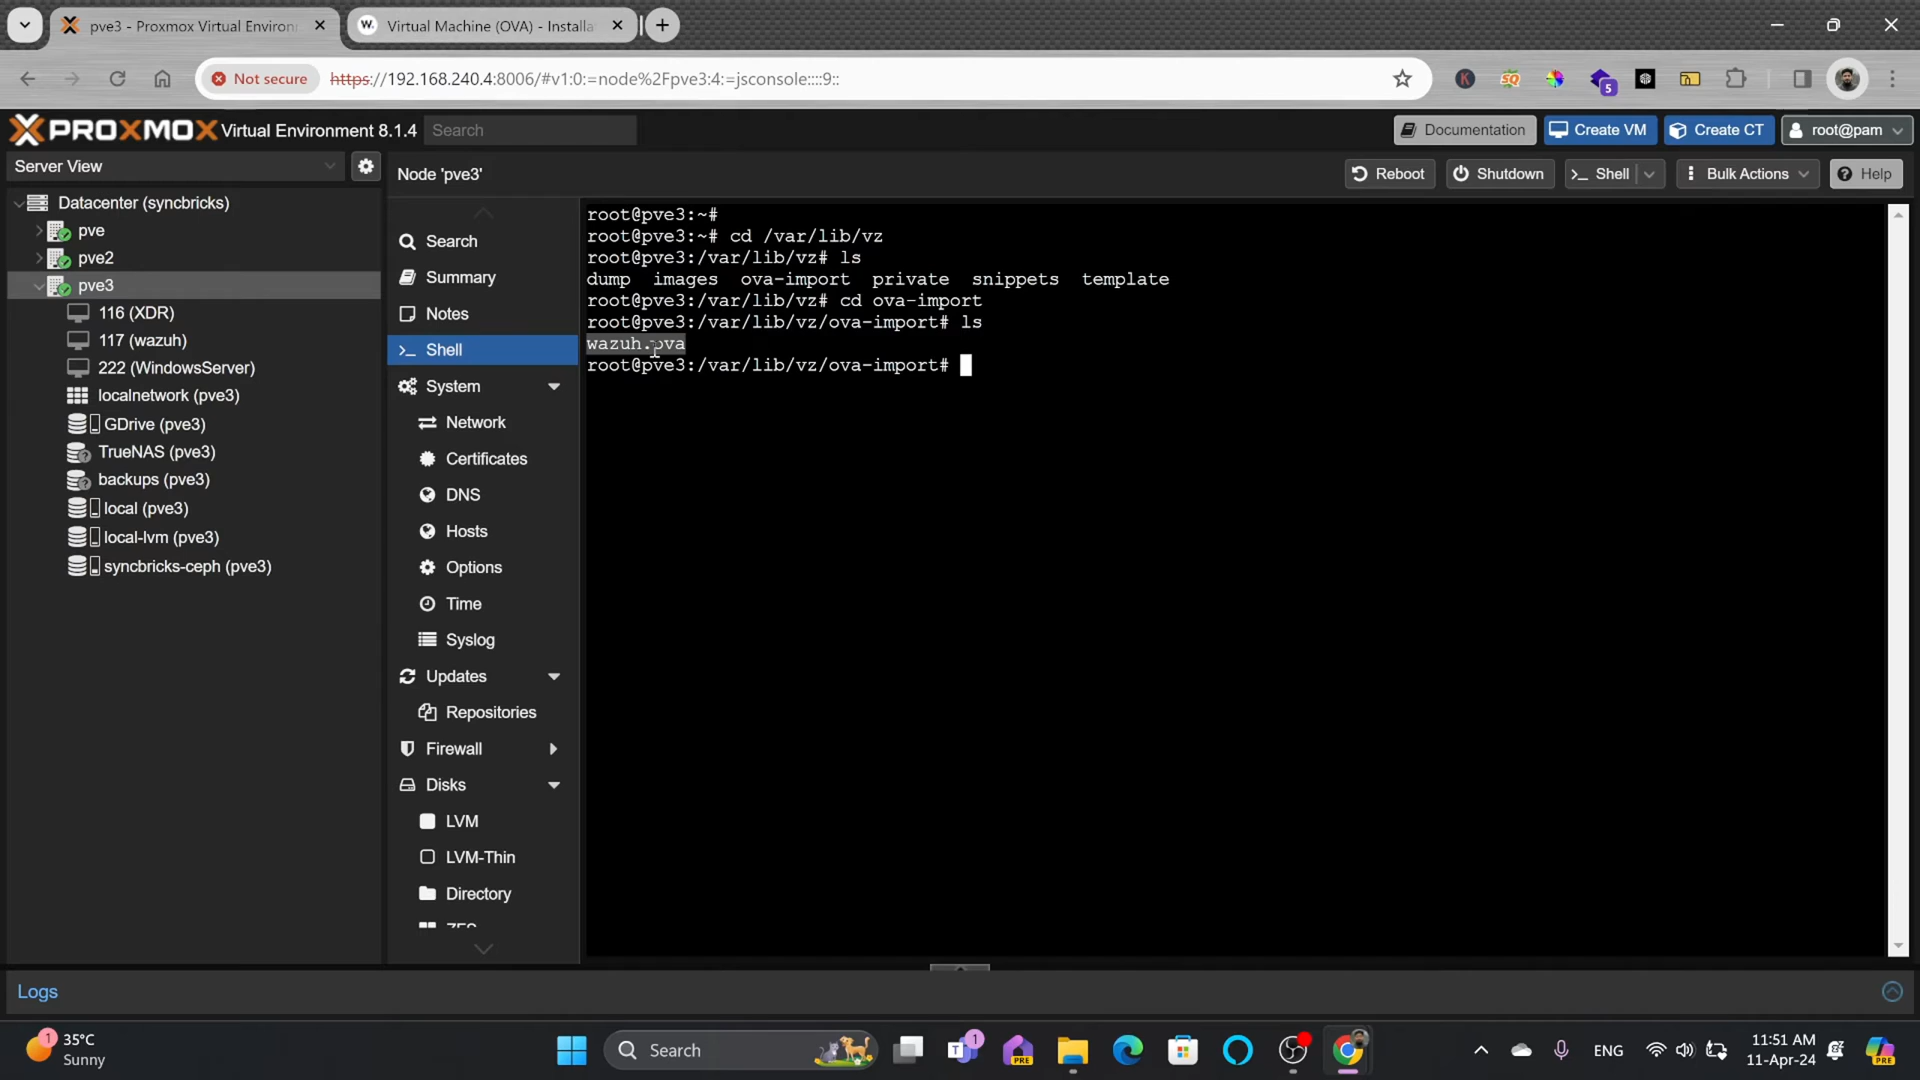 pve3 - Proxmox Virtual Environ
Virtual Machine (OVA) - Installa
Not secure
https://192.168.240.4:8006/#v1:0:=node%2Fpve3:4:=jsconsole::::9::
5
PROXMOX Virtual Environment 8.1.4
Search
Documentation
Create VM
Create CT
root@pam
Server View
Node 'pve3'
Reboot
Shutdown
Shell
Bulk Actions
Help
Datacenter (syncbricks)
pve
pve2
pve3
116 (XDR)
117 (wazuh)
222 (WindowsServer)
localnetwork (pve3)
GDrive (pve3)
TrueNAS (pve3)
backups (pve3)
local (pve3)
local-lvm (pve3)
syncbricks-ceph (pve3)
Search
Summary
Notes
Shell
System
Network
Certificates
DNS
Hosts
Options
Time
Syslog
Updates
Repositories
Firewall
Disks
LVM
LVM-Thin
Directory
root@pve3:~#
root@pve3:~# cd /var/lib/vz
root@pve3:/var/lib/vz# ls
dump images ova-import private snippets template
root@pve3:/var/lib/vz# cd ova-import
root@pve3:/var/lib/vz/ova-import# ls
wazuh.ova
root@pve3:/var/lib/vz/ova-import#
Logs
1
35°C
Sunny
Search
1
PRE
ENG
11:51 AM
11-Apr-24
PRE